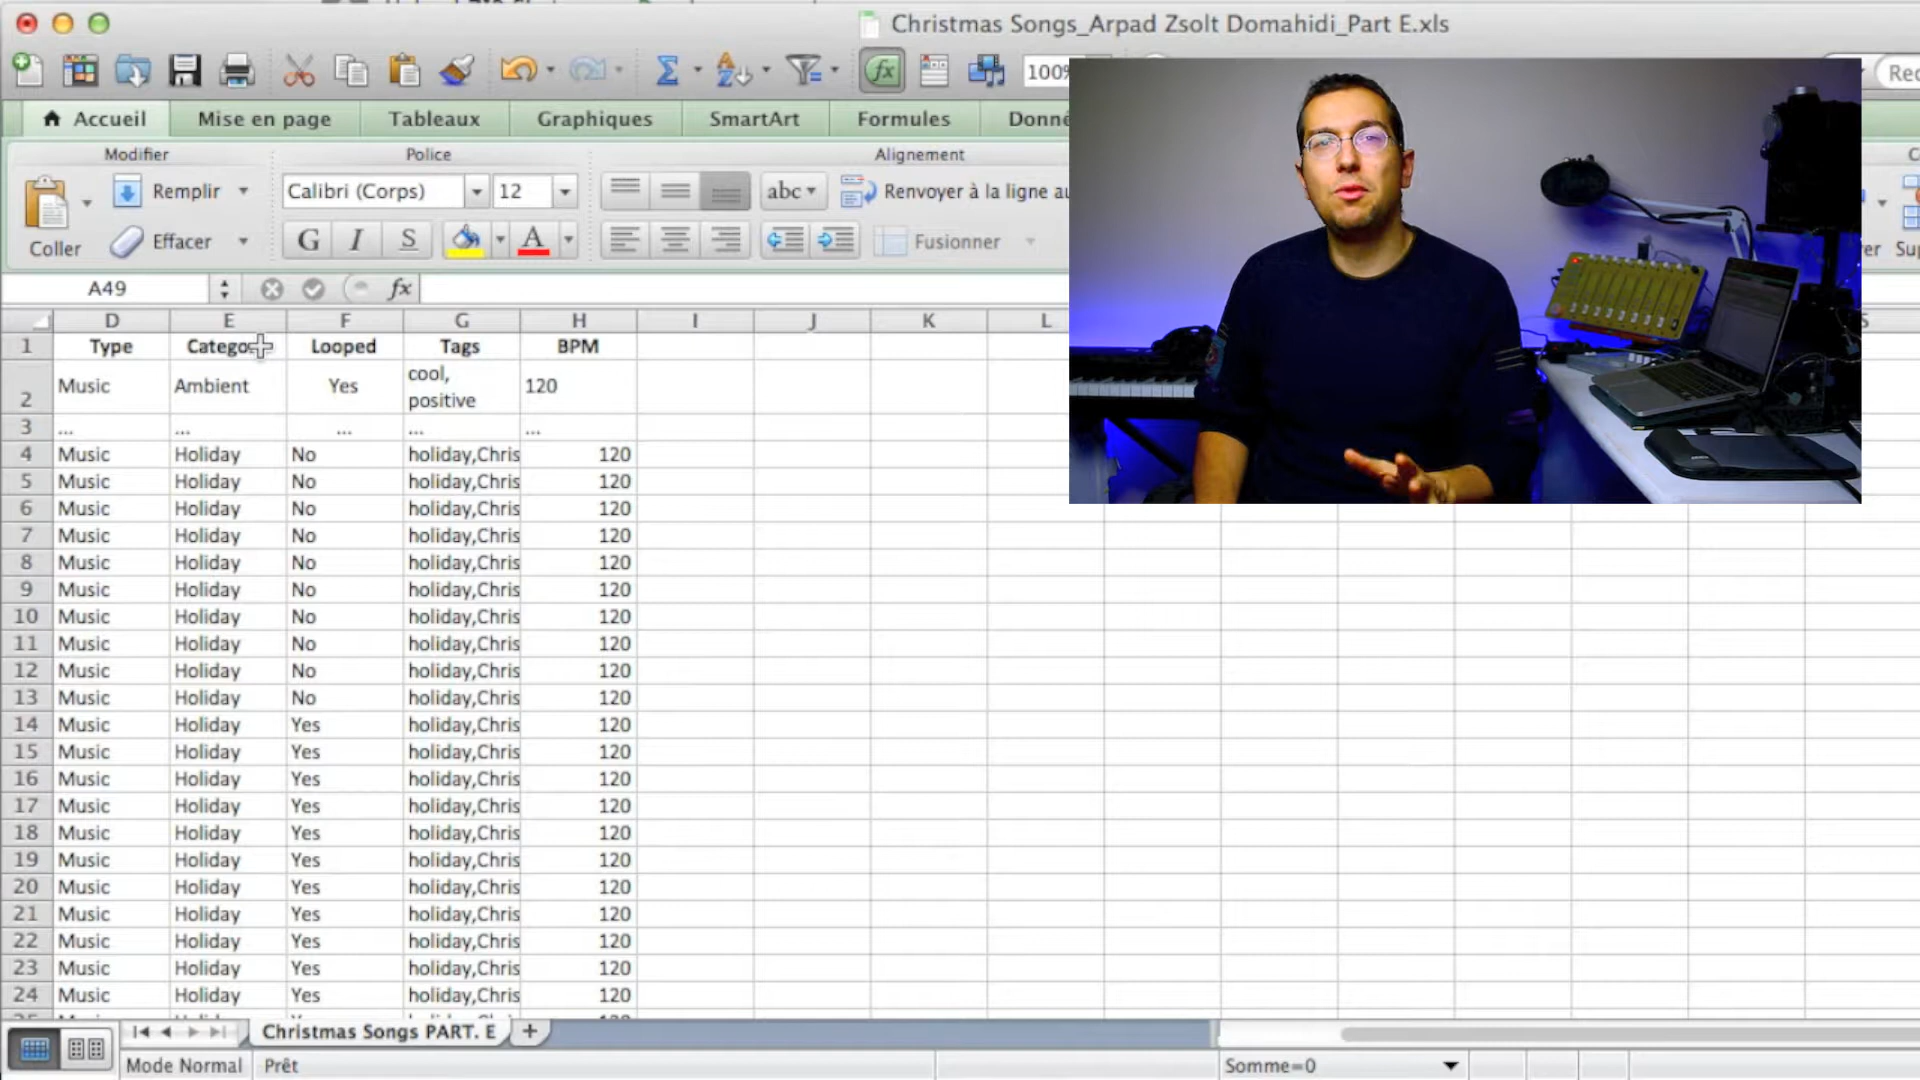 Christmas Songs_Arpad Zsolt Domahidi_Part E.xls
100%
Accueil Mise en page Tableaux Graphiques SmartArt Formules
Modifier Police Alignement
Remplir Calibri (Corps) 12 abc Renvoyer à la ligne
Coller Effacer G I S A Fusionner
A49 fx
D E F G H I J K L
1 Type Looped Tags BPM
2 Music Ambient Yes cool, positive 120
3 ... ... ... ... ...
4 Music Holiday No holiday,Chris 120
5 Music Holiday No holiday,Chris 120
6 Music Holiday No holiday,Chris 120
7 Music Holiday No holiday,Chris 120
8 Music Holiday No holiday,Chris 120
9 Music Holiday No holiday,Chris 120
10 Music Holiday No holiday,Chris 120
11 Music Holiday No holiday,Chris 120
12 Music Holiday No holiday,Chris 120
13 Music Holiday No holiday,Chris 120
14 Music Holiday Yes holiday,Chris 120
15 Music Holiday Yes holiday,Chris 120
16 Music Holiday Yes holiday,Chris 120
17 Music Holiday Yes holiday,Chris 120
18 Music Holiday Yes holiday,Chris 120
19 Music Holiday Yes holiday,Chris 120
20 Music Holiday Yes holiday,Chris 120
21 Music Holiday Yes holiday,Chris 120
22 Music Holiday Yes holiday,Chris 120
23 Music Holiday Yes holiday,Chris 120
24 Music Holiday Yes holiday,Chris 120
Christmas Songs PART. E
Mode Normal Prêt Somme=0